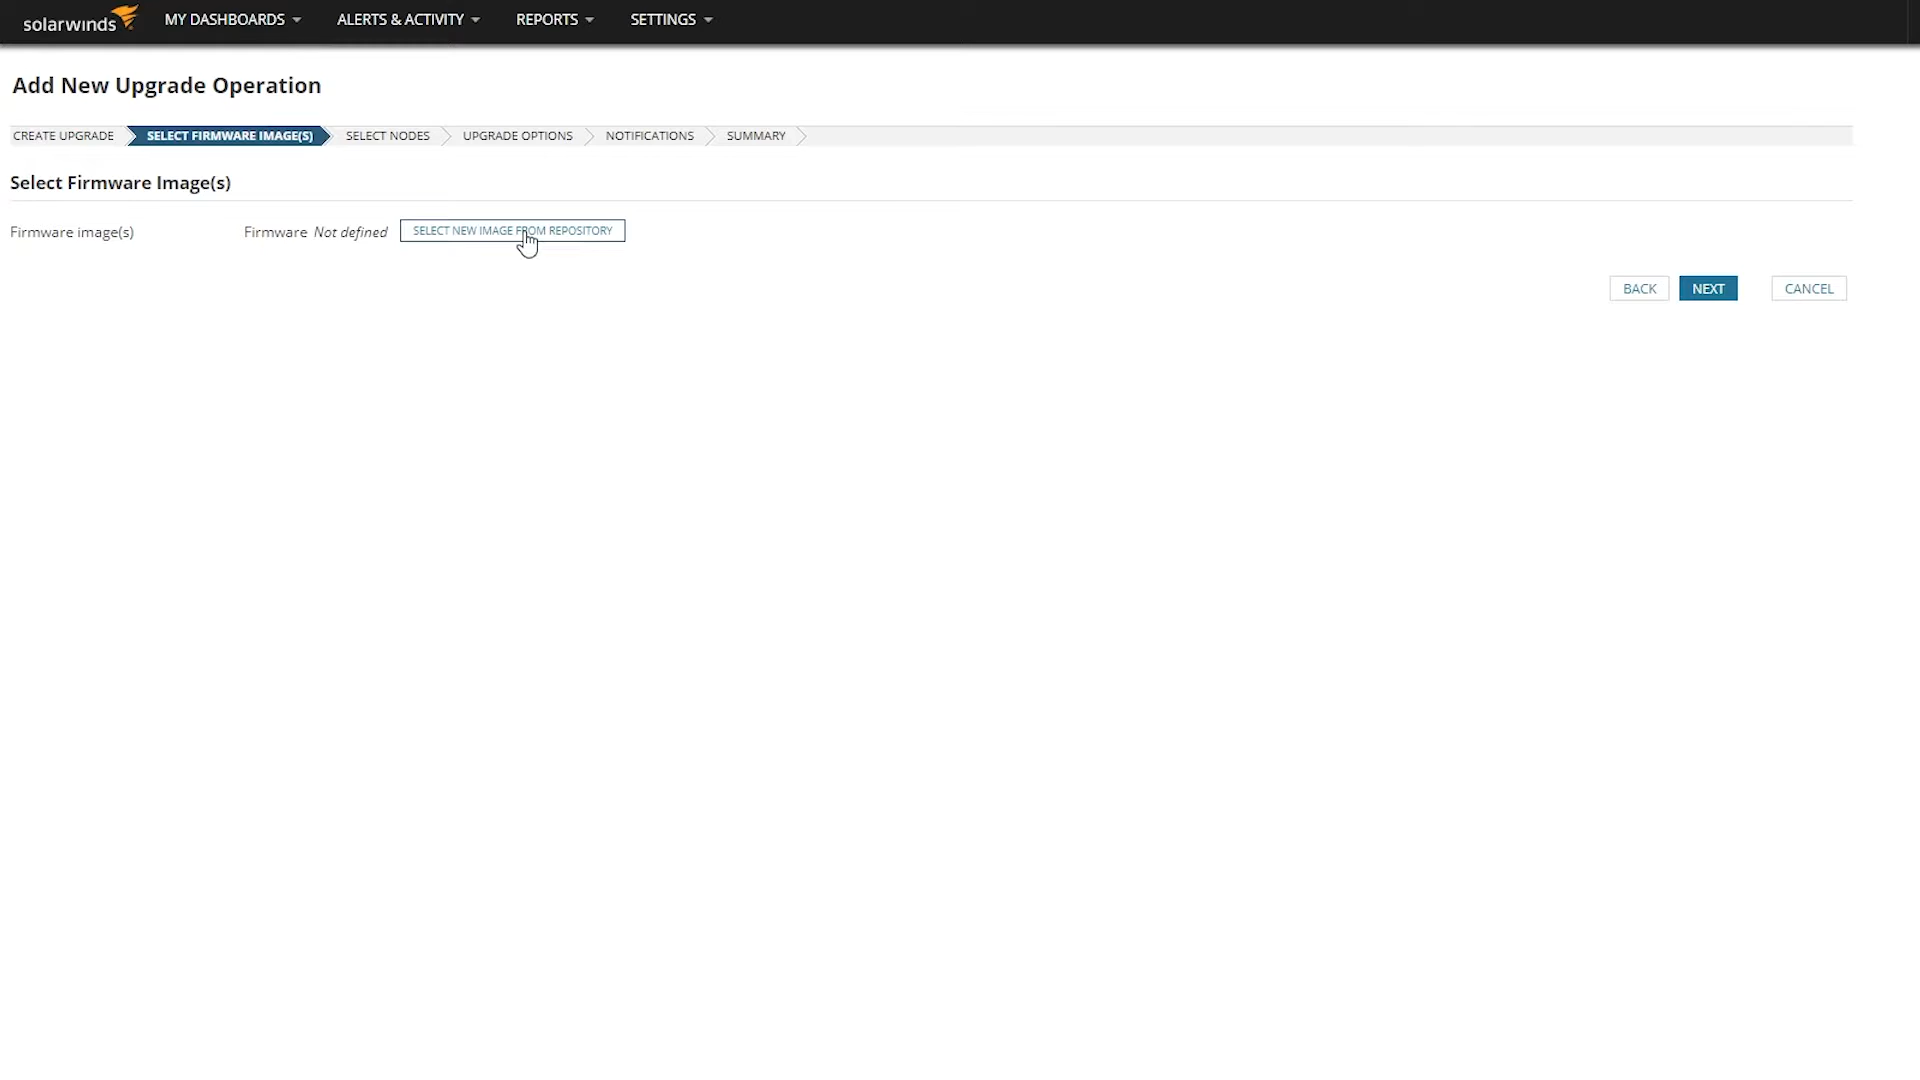 solarwinds MY DASHBOARDS ALERTS & ACTIVITY REPORTS SETTINGS
Add New Upgrade Operation
CREATE UPGRADE SELECT FIRMWARE IMAGE(S) SELECT NODES UPGRADE OPTIONS NOTIFICATIONS SUMMARY
Select Firmware Image(s)
Firmware image(s) Firmware Not defined SELECT NEW IMAGE FROM REPOSITORY
BACK NEXT CANCEL